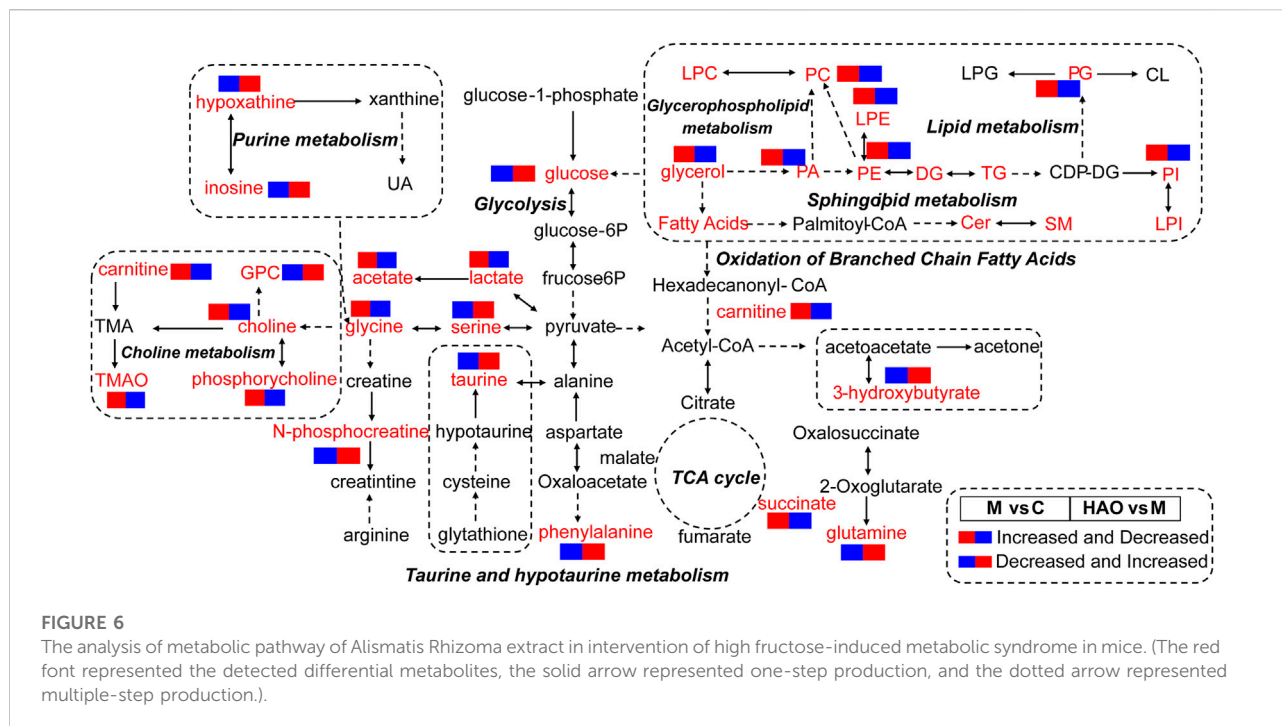 glucose-1-phosphate
hypoxathine
xanthine
Purine metabolism
inosine
UA
glucose
Glycolysis
glucose-6P
frucose6P
pyruvate
acetate
lactate
glycine
serine
LPC
PC
LPG
PG
CL
Glycerophospholipid
metabolism
LPE
Lipid metabolism
glycerol
PA
PE
DG
TG
CDP-DG
PI
Sphingolipid metabolism
Fatty Acids
Palmitoyl-CoA
Cer
SM
LPI
Oxidation of Branched Chain Fatty Acids
Hexadecanonyl- CoA
carnitine
Acetyl-CoA
acetoacetate
acetone
3-hydroxybutyrate
Citrate
carnitine
GPC
TMA
choline
Choline metabolism
TMAO
phosphorycholine
creatine
N-phosphocreatine
creatintine
arginine
taurine
hypotaurine
cysteine
glytathione
alanine
aspartate
Oxaloacetate
phenylalanine
Taurine and hypotaurine metabolism
malate
TCA cycle
succinate
fumarate
Oxalosuccinate
2-Oxoglutarate
glutamine
M vsC HAO vsM
Increased and Decreased
Decreased and Increased
FIGURE 6
The analysis of metabolic pathway of Alismatis Rhizoma extract in intervention of high fructose-induced metabolic syndrome in mice. (The red
font represented the detected differential metabolites, the solid arrow represented one-step production, and the dotted arrow represented
multiple-step production.).